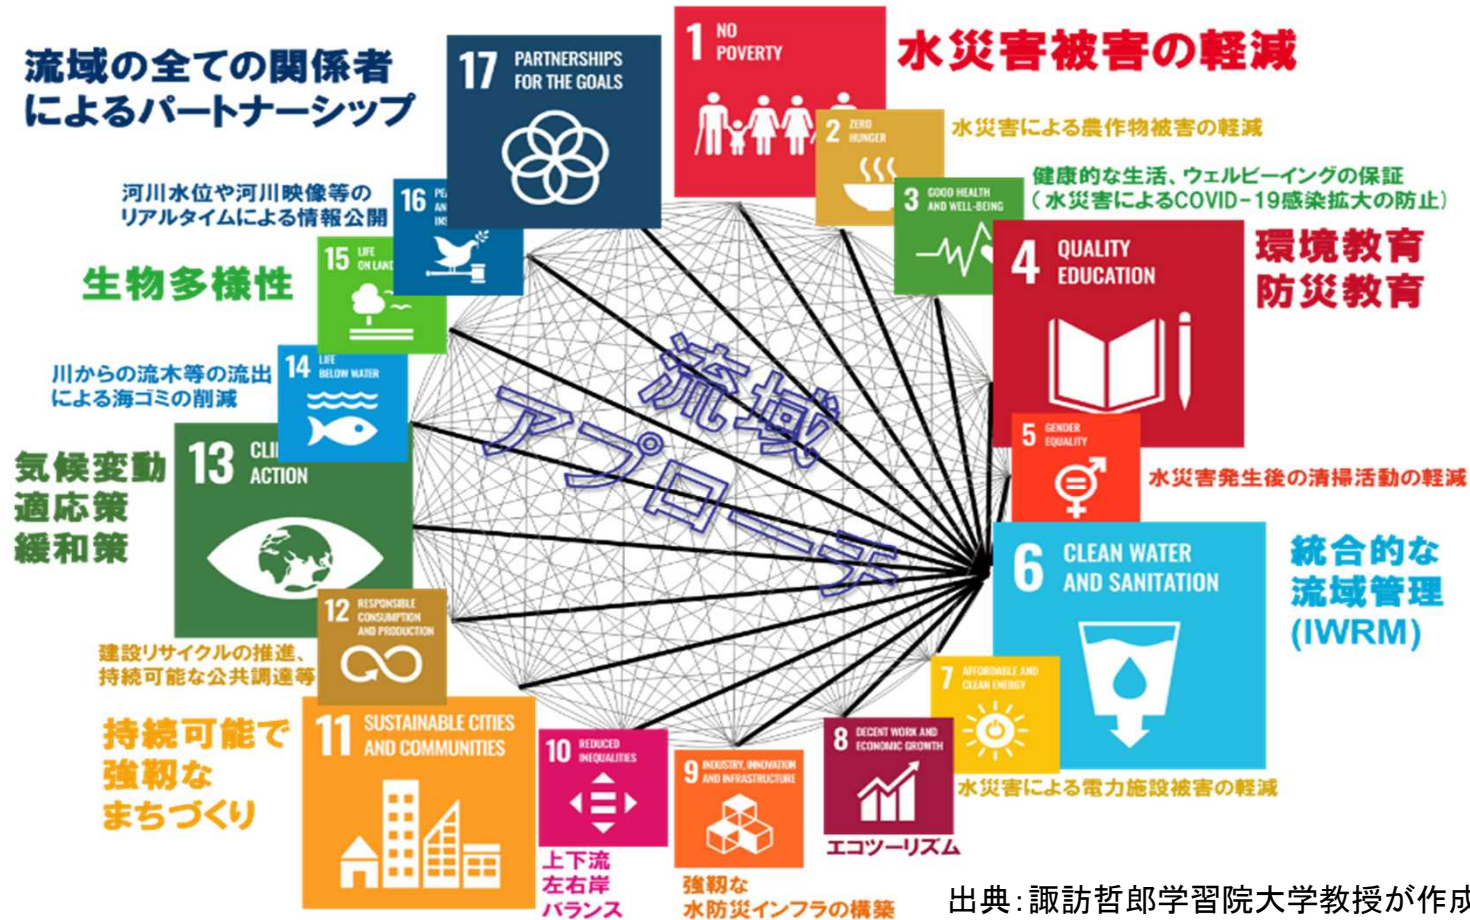 流域の全ての関係者
によるパートナーシップ
17 PARTNERSHIPS
FOR THE GOALS
1 NO
POVERTY
水災害被害の軽減
2 ZERO
HUNGER
水災害による農作物被害の軽減
3 GOOD HEALTH
AND WELL-BEING
健康的な生活、ウェルビーイングの保証
(水災害によるCOVID-19感染拡大の防止)
4 QUALITY
EDUCATION
環境教育
防災教育
5 GENDER
EQUALITY
水災害発生後の清掃活動の軽減
6 CLEAN WATER
AND SANITATION
統合的な
流域管理
(IWRM)
7 AFFORDABLE AND
CLEAN ENERGY
水災害による電力施設被害の軽減
8 DECENT WORK AND
ECONOMIC GROWTH
エコツーリズム
9 INDUSTRY, INNOVATION
AND INFRASTRUCTURE
強靱な
水防災インフラの構築
10 REDUCED
INEQUALITIES
上下流
左右岸
バランス
11 SUSTAINABLE CITIES
AND COMMUNITIES
持続可能で
強靱な
まちづくり
12 RESPONSIBLE
CONSUMPTION
AND PRODUCTION
建設リサイクルの推進、
持続可能な公共調達等
13 CLI
ACTION
気候変動
適応策
緩和策
14 LIFE
BELOW WATER
川からの流木等の流出
による海ゴミの削減
15 LIFE
ON LAND
生物多様性
16 PE
AN
INS
河川水位や河川映像等の
リアルタイムによる情報公開
流域
アプローチ
出典:諏訪哲郎学習院大学教授が作成